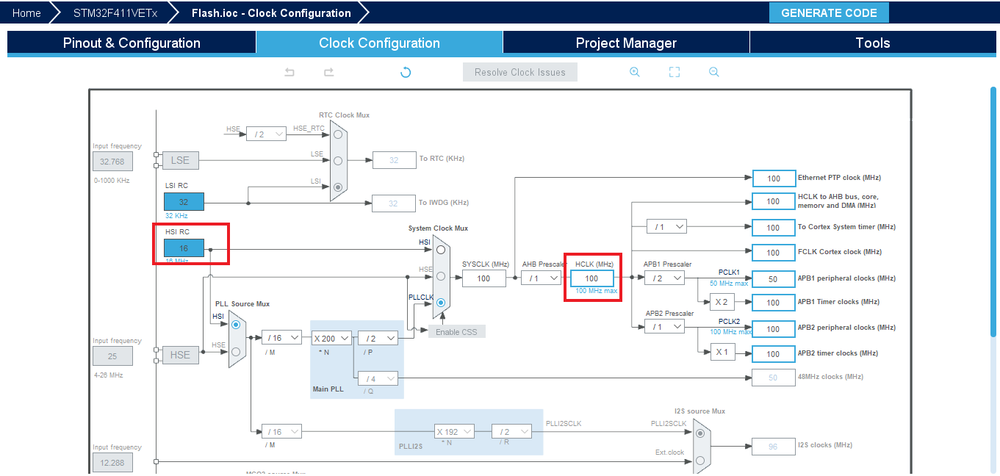 Home
STM32F411VETx
Flash.ioc - Clock Configuration
GENERATE CODE
Pinout & Configuration
Clock Configuration
Project Manager
Tools
Resolve Clock Issues
RTC Clock Mux
HSE
/ 2
HSE_RTC
Input frequency
32.768
0-1000 KHz
LSE
LSE
32
To RTC (KHz)
LSI RC
32
32 KHz
LSI
32
To IWDG (KHz)
HSI RC
16
16 MHz
System Clock Mux
HSI
HSE
PLLCLK
Enable CSS
SYSCLK (MHz)
100
AHB Prescaler
/ 1
HCLK (MHz)
100
100 MHz max
100
Ethernet PTP clock (MHz)
100
HCLK to AHB bus, core,
memory and DMA (MHz)
/ 1
100
To Cortex System timer (MHz)
100
FCLK Cortex clock (MHz)
APB1 Prescaler
/ 2
PCLK1
50 MHz max
50
APB1 peripheral clocks (MHz)
X 2
100
APB1 Timer clocks (MHz)
APB2 Prescaler
/ 1
PCLK2
100 MHz max
100
APB2 peripheral clocks (MHz)
X 1
100
APB2 timer clocks (MHz)
50
48MHz clocks (MHz)
PLL Source Mux
HSI
HSE
Input frequency
25
4-26 MHz
HSE
/ 16
/ M
X 200
* N
/ 2
/ P
/ 4
/ Q
Main PLL
/ 16
/ M
X 192
* N
/ 2
/ R
PLLI2S
PLLI2SCLK
I2S source Mux
PLLI2SCLK
Ext.clock
96
I2S clocks (MHz)
Input frequency
12.288
MCO2 source Mux